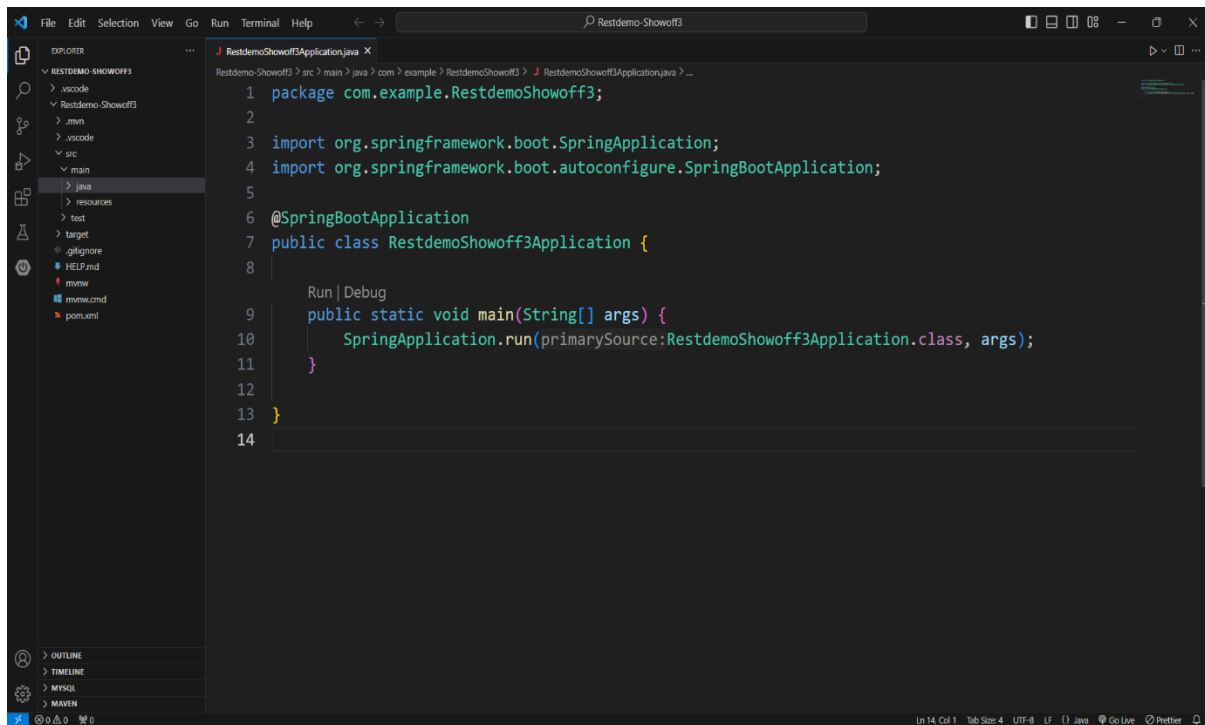 File Edit Selection View Go Run Terminal Help
Restdemo-Showoff3
EXPLORER
RESTDEMO-SHOWOFF3
.vscode
Restdemo-Showoff3
.mvn
.vscode
src
main
java
resources
test
target
.gitignore
HELP.md
mvnw
mvnw.cmd
pom.xml
OUTLINE
TIMELINE
MYSQL
MAVEN
J RestdemoShowoff3Application.java
Restdemo-Showoff3 > src > main > java > com > example > RestdemoShowoff3 > J RestdemoShowoff3Application.java > ...
1 package com.example.RestdemoShowoff3;
2
3 import org.springframework.boot.SpringApplication;
4 import org.springframework.boot.autoconfigure.SpringBootApplication;
5
6 @SpringBootApplication
7 public class RestdemoShowoff3Application {
8
Run | Debug
9 public static void main(String[] args) {
10 SpringApplication.run(primarySource:RestdemoShowoff3Application.class, args);
11 }
12
13 }
14
0 0 0
Ln 14, Col 1 Tab Size: 4 UTF-8 LF {} Java Go Live Prettier